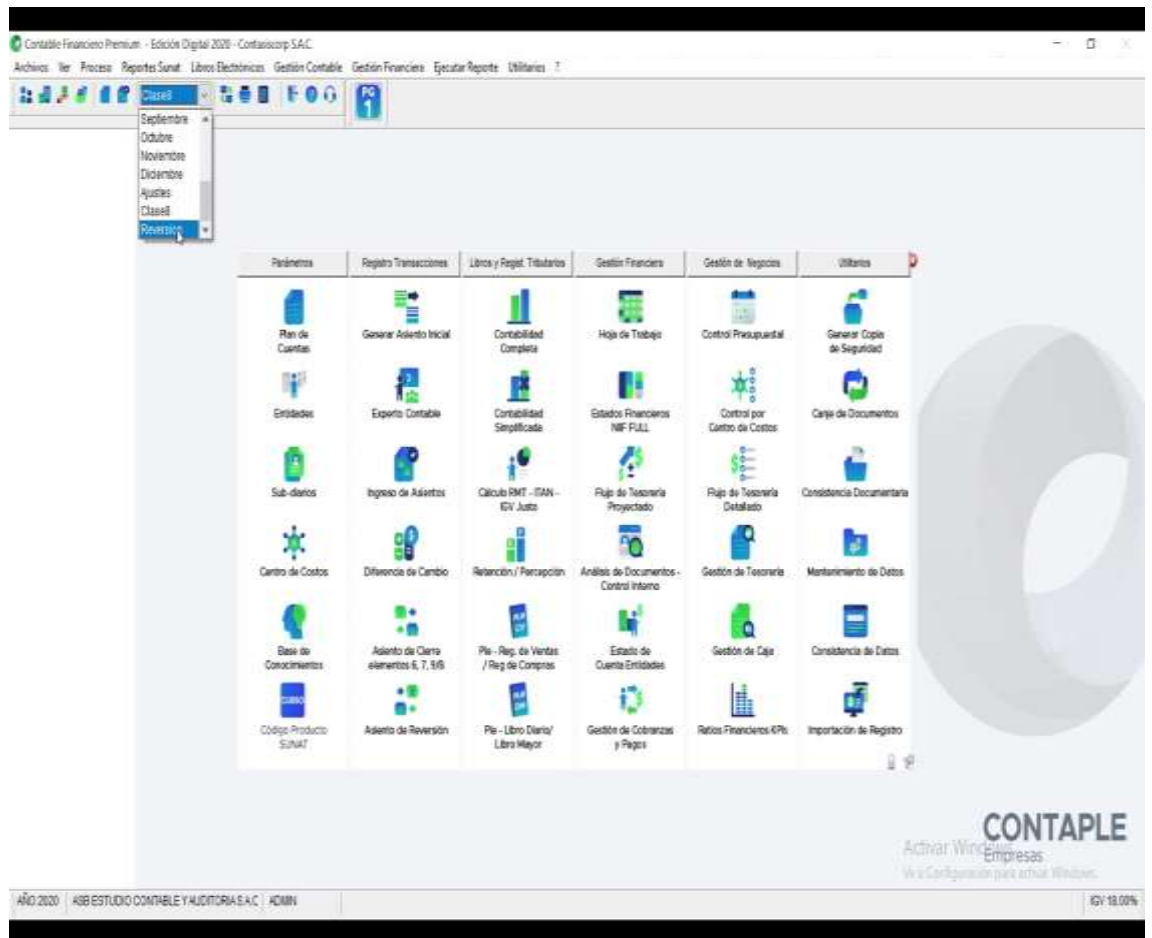 Contable Financiero Premium - Edición Digital 2020 - Contasiscorp S.A.C.
Archivos Ver Proceso Reportes Sunat Libros Electrónicos Gestión Contable Gestión Financiera Ejecutar Reporte Utilitarios ?
Clase8
PG
1
Septiembre
Octubre
Noviembre
Diciembre
Ajustes
Clase8
Reversion
Parámetros Registro Transacciones Libros y Regist. Tributarios Gestión Financiera Gestión de Negocios Utilitarios
Plan de Cuentas
Generar Asiento Inicial
Contabilidad Completa
Hoja de Trabajo
Control Presupuestal
Generar Copia de Seguridad
Entidades
Experto Contable
Contabilidad Simplificada
Estados Financieros NIIF FULL
Control por Centro de Costos
Canje de Documentos
Sub-diarios
Ingreso de Asientos
Cálculo RMT - ITAN - IGV Justo
Flujo de Tesorería Proyectado
Flujo de Tesorería Detallado
Consistencia Documentaria
Centro de Costos
Diferencia de Cambio
Retención / Percepción
Análisis de Documentos - Control Interno
Gestión de Tesorería
Mantenimiento de Datos
Base de Conocimientos
Asiento de Cierre elementos 6, 7, 9/8
Ple - Reg. de Ventas / Reg de Compras
Estado de Cuenta Entidades
Gestión de Caja
Consistencia de Datos
Código Producto SUNAT
Asiento de Reversión
Ple - Libro Diario/ Libro Mayor
Gestión de Cobranzas y Pagos
Ratios Financieros KPIs
Importación de Registro
CONTAPLE
Empresas
Activar Windows
Ve a Configuración para activar Windows.
AÑO 2020 ASB ESTUDIO CONTABLE Y AUDITORIA S.A.C ADMIN IGV 18.00%